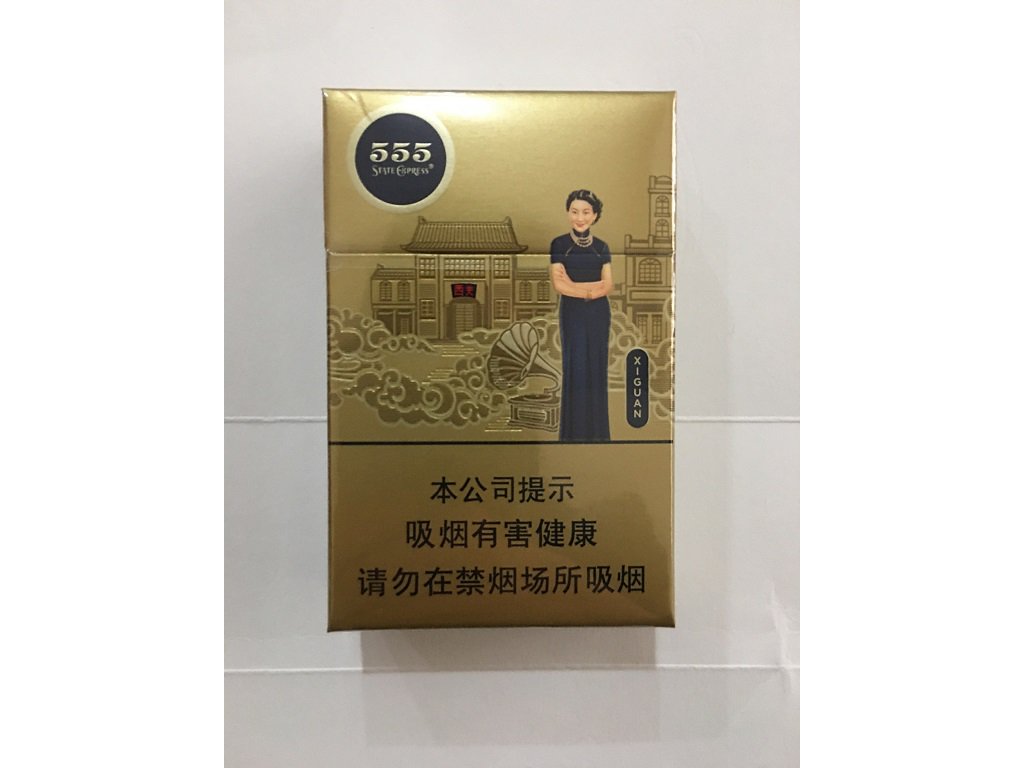 555
STATE EXPRESS®
XIGUAN
本公司提示
吸烟有害健康
请勿在禁烟场所吸烟